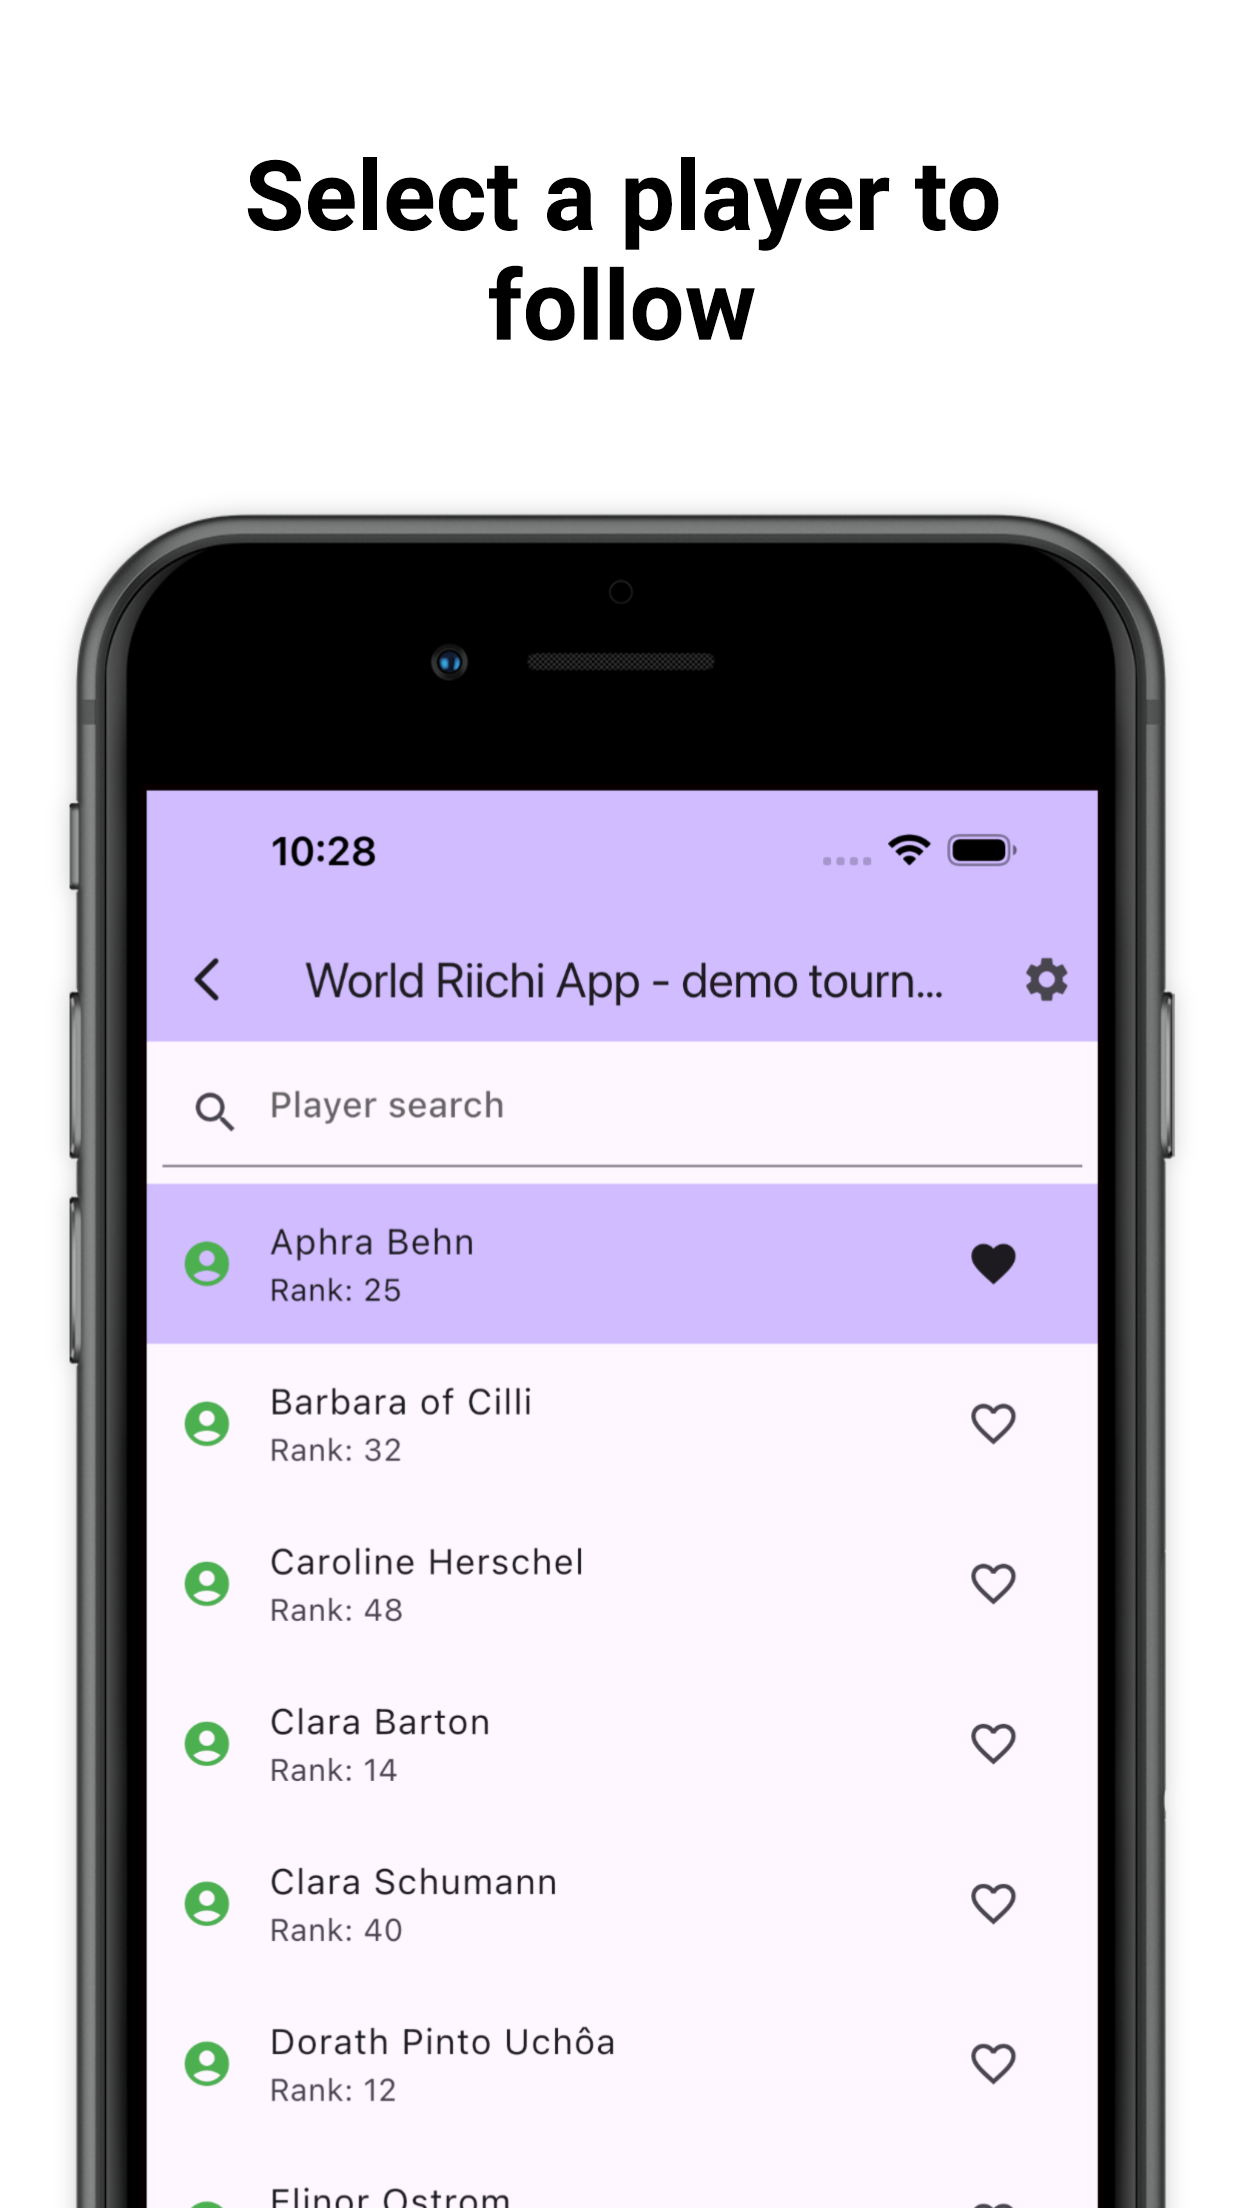 Select a player to
follow
10:28
World Riichi App - demo tourn...
Player search
Aphra Behn
Rank: 25
Barbara of Cilli
Rank: 32
Caroline Herschel
Rank: 48
Clara Barton
Rank: 14
Clara Schumann
Rank: 40
Dorath Pinto Uchôa
Rank: 12
Elinor Ostrom